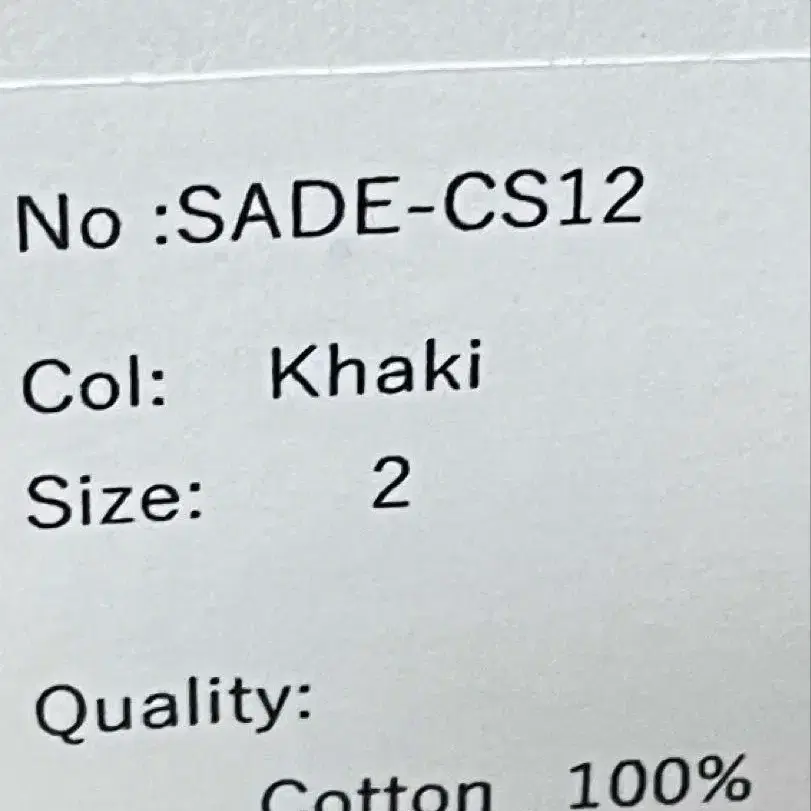 No :SADE-CS12
Col: Khaki
Size: 2
Quality:
Cotton 100%